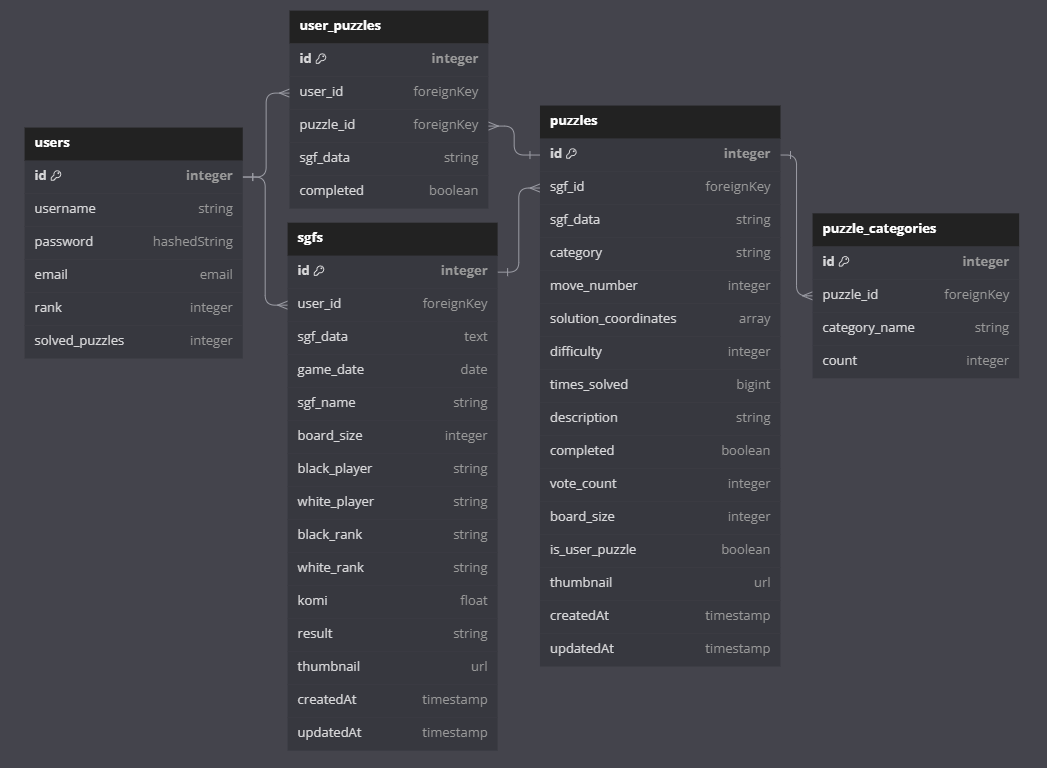 user_puzzles
id integer
user_id foreignKey
puzzle_id foreignKey
sgf_data string
completed boolean
users
id integer
username string
password hashedString
email email
rank integer
solved_puzzles integer
sgfs
id integer
user_id foreignKey
sgf_data text
game_date date
sgf_name string
board_size integer
black_player string
white_player string
black_rank string
white_rank string
komi float
result string
thumbnail url
createdAt timestamp
updatedAt timestamp
puzzles
id integer
sgf_id foreignKey
sgf_data string
category string
move_number integer
solution_coordinates array
difficulty integer
times_solved bigint
description string
completed boolean
vote_count integer
board_size integer
is_user_puzzle boolean
thumbnail url
createdAt timestamp
updatedAt timestamp
puzzle_categories
id integer
puzzle_id foreignKey
category_name string
count integer